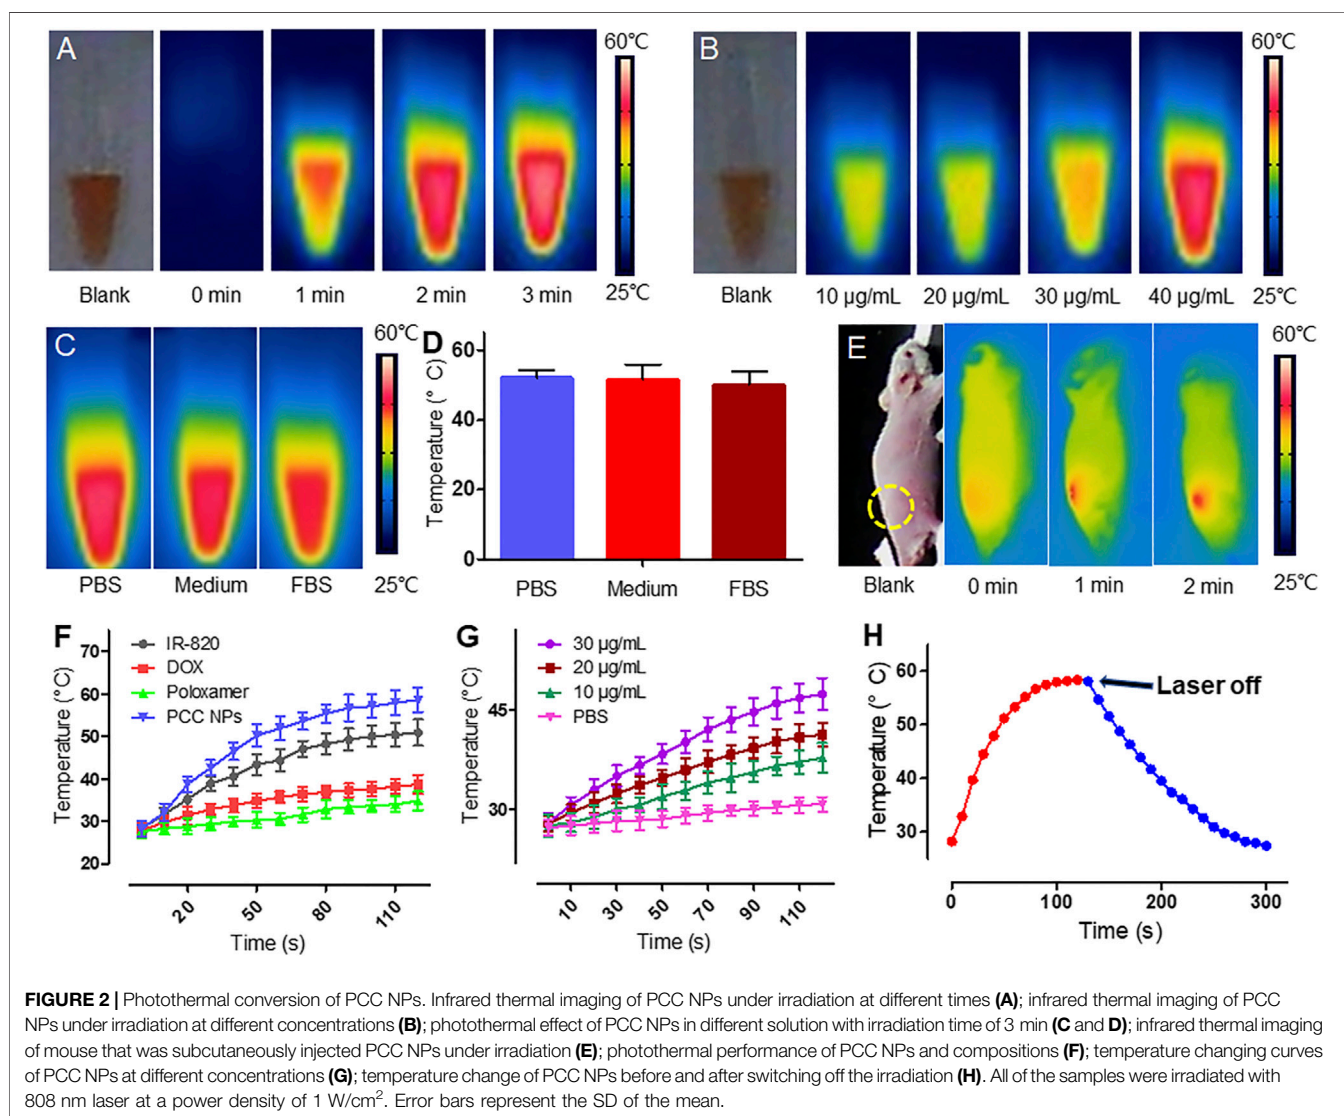 A
60°C
Blank
0 min
1 min
2 min
3 min
25°C
B
60°C
Blank
10 µg/mL
20 µg/mL
30 µg/mL
40 µg/mL
25°C
C
60°C
PBS
Medium
FBS
25°C
D
Temperature (° C)
60
40
20
0
PBS
Medium
FBS
E
60°C
Blank
0 min
1 min
2 min
25°C
F
IR-820
DOX
Poloxamer
PCC NPs
Temperature (°C)
70
60
50
40
30
20
20
50
80
110
Time (s)
G
30 µg/mL
20 µg/mL
10 µg/mL
PBS
Temperature (°C)
45
30
10
30
50
70
90
110
Time (s)
H
Laser off
Temperature (° C)
60
50
40
30
0
100
200
300
Time (s)
FIGURE 2 | Photothermal conversion of PCC NPs. Infrared thermal imaging of PCC NPs under irradiation at different times (A); infrared thermal imaging of PCC
NPs under irradiation at different concentrations (B); photothermal effect of PCC NPs in different solution with irradiation time of 3 min (C and D); infrared thermal imaging
of mouse that was subcutaneously injected PCC NPs under irradiation (E); photothermal performance of PCC NPs and compositions (F); temperature changing curves
of PCC NPs at different concentrations (G); temperature change of PCC NPs before and after switching off the irradiation (H). All of the samples were irradiated with
808 nm laser at a power density of 1 W/cm². Error bars represent the SD of the mean.